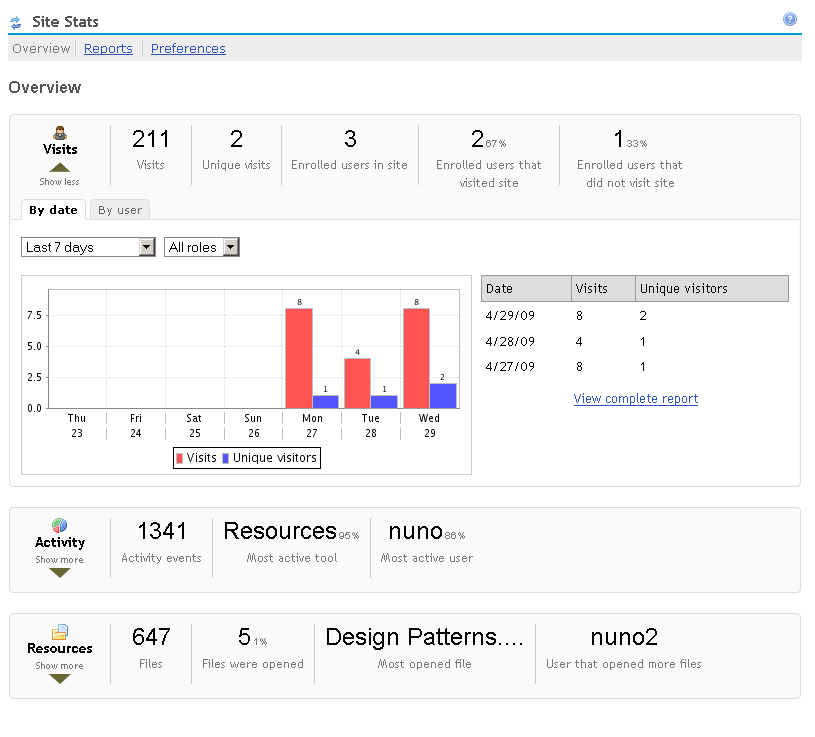 Site Stats
Overview Reports Preferences
Overview
Visits
Show less
211
Visits
2
Unique visits
3
Enrolled users in site
2 67%
Enrolled users that
visited site
1 33%
Enrolled users that
did not visit site
By date By user
Last 7 days All roles
7.5
5.0
2.5
0.0
8
1
4
1
8
2
Thu Fri Sat Sun Mon Tue Wed
23 24 25 26 27 28 29
Visits Unique visitors
Date Visits Unique visitors
4/29/09 8 2
4/28/09 4 1
4/27/09 8 1
View complete report
Activity
Show more
1341
Activity events
Resources 95%
Most active tool
nuno 86%
Most active user
Resources
Show more
647
Files
5 1%
Files were opened
Design Patterns....
Most opened file
nuno2
User that opened more files